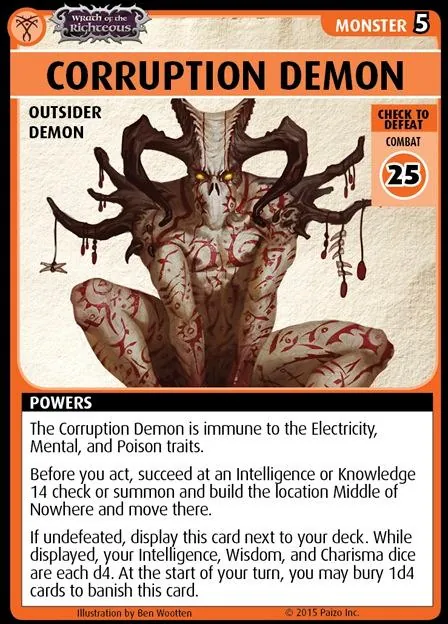 WRATH OF THE
RIGHTEOUS
MONSTER 5
CORRUPTION DEMON
OUTSIDER
DEMON
CHECK TO
DEFEAT
COMBAT
25
POWERS
The Corruption Demon is immune to the Electricity,
Mental, and Poison traits.
Before you act, succeed at an Intelligence or Knowledge
14 check or summon and build the location Middle of
Nowhere and move there.
If undefeated, display this card next to your deck. While
displayed, your Intelligence, Wisdom, and Charisma dice
are each d4. At the start of your turn, you may bury 1d4
cards to banish this card.
Illustration by Ben Wootten © 2015 Paizo Inc.